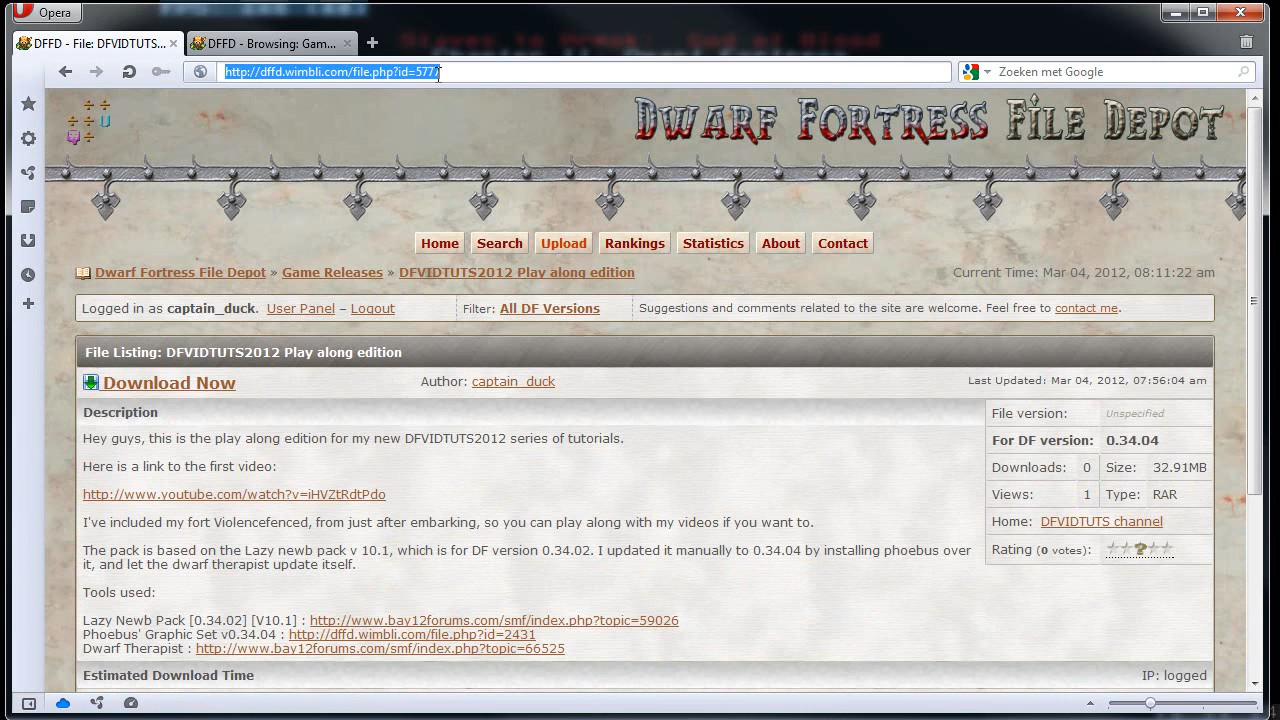 Opera
DFFD - File: DFVIDTUTS...
DFFD - Browsing: Gam...
http://dffd.wimbli.com/file.php?id=5777
Zoeken met Google
Dwarf Fortress File Depot
Home Search Upload Rankings Statistics About Contact
Dwarf Fortress File Depot » Game Releases » DFVIDTUTS2012 Play along edition
Current Time: Mar 04, 2012, 08:11:22 am
Logged in as captain_duck. User Panel – Logout
Filter: All DF Versions
Suggestions and comments related to the site are welcome. Feel free to contact me.
File Listing: DFVIDTUTS2012 Play along edition
Download Now
Author: captain_duck
Last Updated: Mar 04, 2012, 07:56:04 am
Description
Hey guys, this is the play along edition for my new DFVIDTUTS2012 series of tutorials.
Here is a link to the first video:
http://www.youtube.com/watch?v=iHVZtRdtPdo
I've included my fort Violencefenced, from just after embarking, so you can play along with my videos if you want to.
The pack is based on the Lazy newb pack v 10.1, which is for DF version 0.34.02. I updated it manually to 0.34.04 by installing phoebus over
it, and let the dwarf therapist update itself.
Tools used:
Lazy Newb Pack [0.34.02] [V10.1] : http://www.bay12forums.com/smf/index.php?topic=59026
Phoebus' Graphic Set v0.34.04 : http://dffd.wimbli.com/file.php?id=2431
Dwarf Therapist : http://www.bay12forums.com/smf/index.php?topic=66525
File version: Unspecified
For DF version: 0.34.04
Downloads: 0 Size: 32.91MB
Views: 1 Type: RAR
Home: DFVIDTUTS channel
Rating (0 votes):
Estimated Download Time
IP: logged